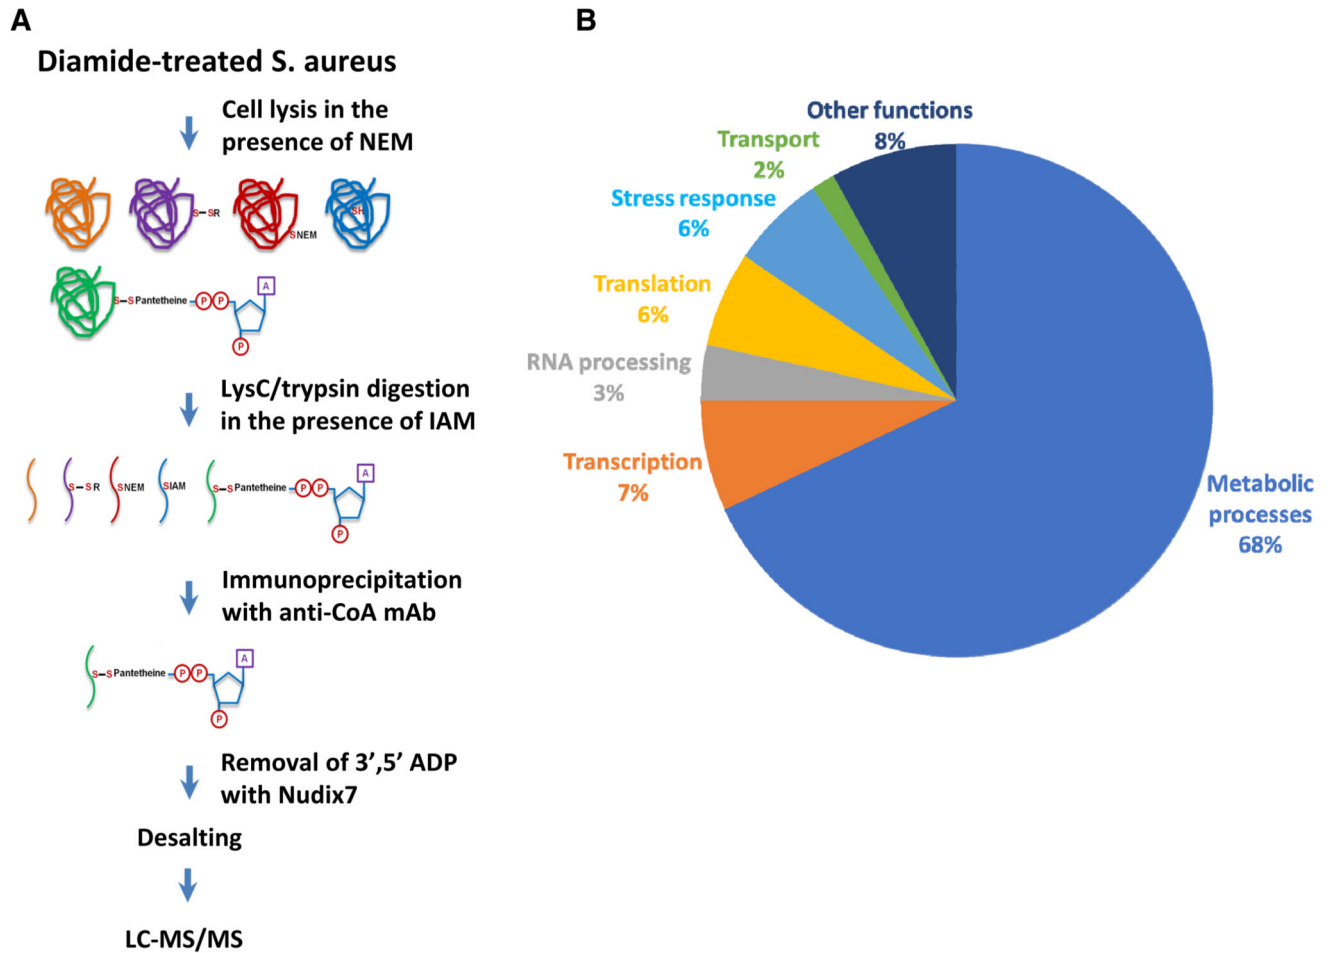 A
Diamide-treated S. aureus
Cell lysis in the
presence of NEM
S–SR
SNEM
SH
S–S Pantetheine
P P
A
P
LysC/trypsin digestion
in the presence of IAM
S–SR
SNEM
SIAM
S–S Pantetheine
P P
A
P
Immunoprecipitation
with anti-CoA mAb
S–S Pantetheine
P P
A
P
Removal of 3’,5’ ADP
with Nudix7
Desalting
LC-MS/MS
B
Other functions
8%
Transport
2%
Stress response
6%
Translation
6%
RNA processing
3%
Transcription
7%
Metabolic
processes
68%